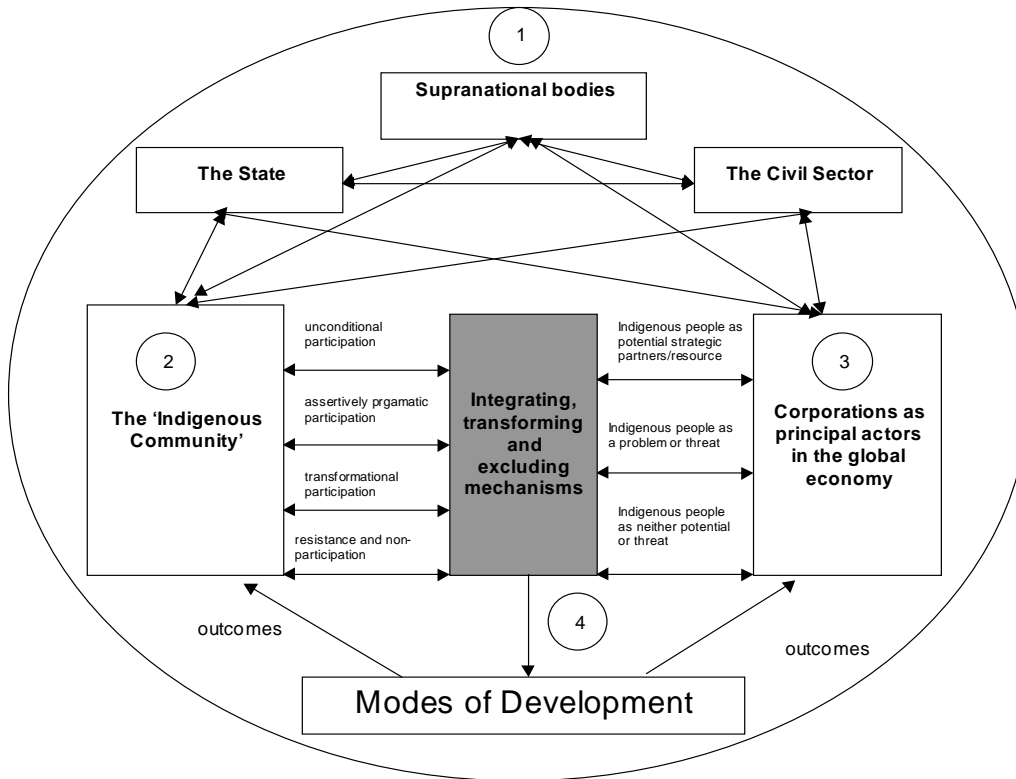 1
Supranational bodies
The State
The Civil Sector
2
The ‘Indigenous
Community’
unconditional
participation
assertively prgamatic
participation
transformational
participation
resistance and non-
participation
Integrating,
transforming
and
excluding
mechanisms
Indigenous people as
potential strategic
partners/resource
Indigenous people as
a problem or threat
Indigenous people
as neither potential
or threat
3
Corporations as
principal actors
in the global
economy
4
outcomes
outcomes
Modes of Development